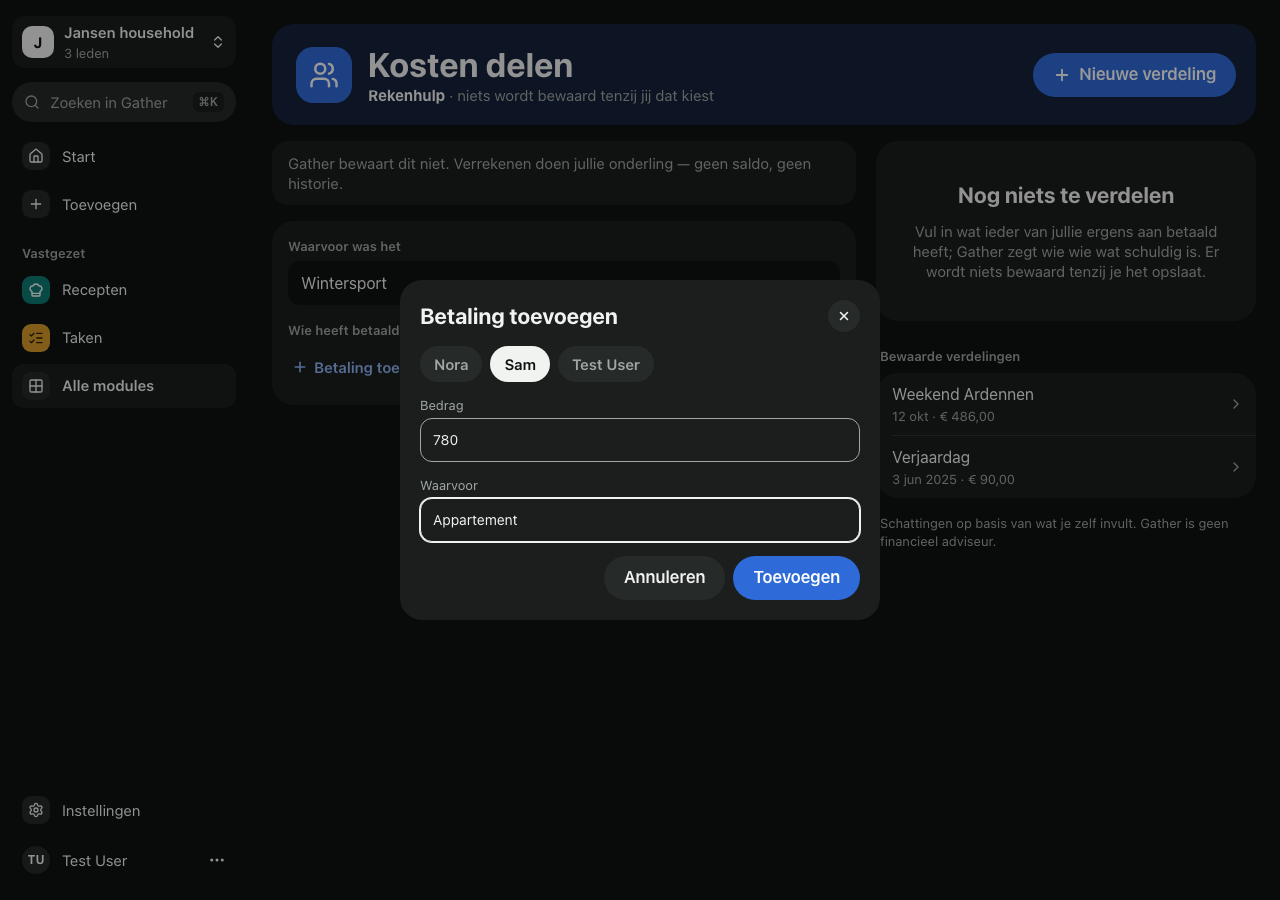 J
Jansen household
3 leden
Zoeken in Gather
⌘K
Start
Toevoegen
Vastgezet
Recepten
Taken
Alle modules
Instellingen
TU
Test User
Kosten delen
Rekenhulp · niets wordt bewaard tenzij jij dat kiest
Nieuwe verdeling
Gather bewaart dit niet. Verrekenen doen jullie onderling — geen saldo, geen
historie.
Waarvoor was het
Wintersport
Wie heeft betaald
Betaling toe
Betaling toevoegen
Nora
Sam
Test User
Bedrag
780
Waarvoor
Appartement
Annuleren
Toevoegen
Nog niets te verdelen
Vul in wat ieder van jullie ergens aan betaald
heeft; Gather zegt wie wie wat schuldig is. Er
wordt niets bewaard tenzij je het opslaat.
Bewaarde verdelingen
Weekend Ardennen
12 okt · € 486,00
Verjaardag
3 jun 2025 · € 90,00
Schattingen op basis van wat je zelf invult. Gather is geen
financieel adviseur.